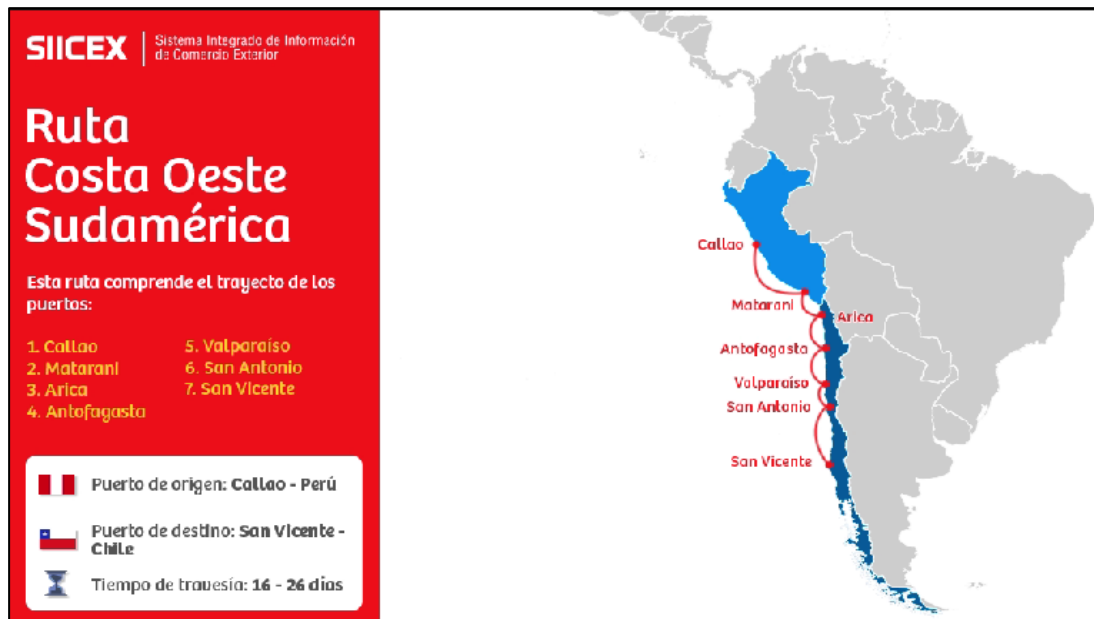 SIICEX
Sistema Integrado de Información
de Comercio Exterior
Ruta
Costa Oeste
Sudamérica
Esta ruta comprende el trayecto de los
puertos:
1. Callao
2. Matarani
3. Arica
4. Antofagasta
5. Valparaíso
6. San Antonio
7. San Vicente
Puerto de origen: Callao - Perú
Puerto de destino: San Vicente -
Chile
Tiempo de travesía: 16 - 26 días
Callao
Matarani
Arica
Antofagasta
Valparaíso
San Antonio
San Vicente